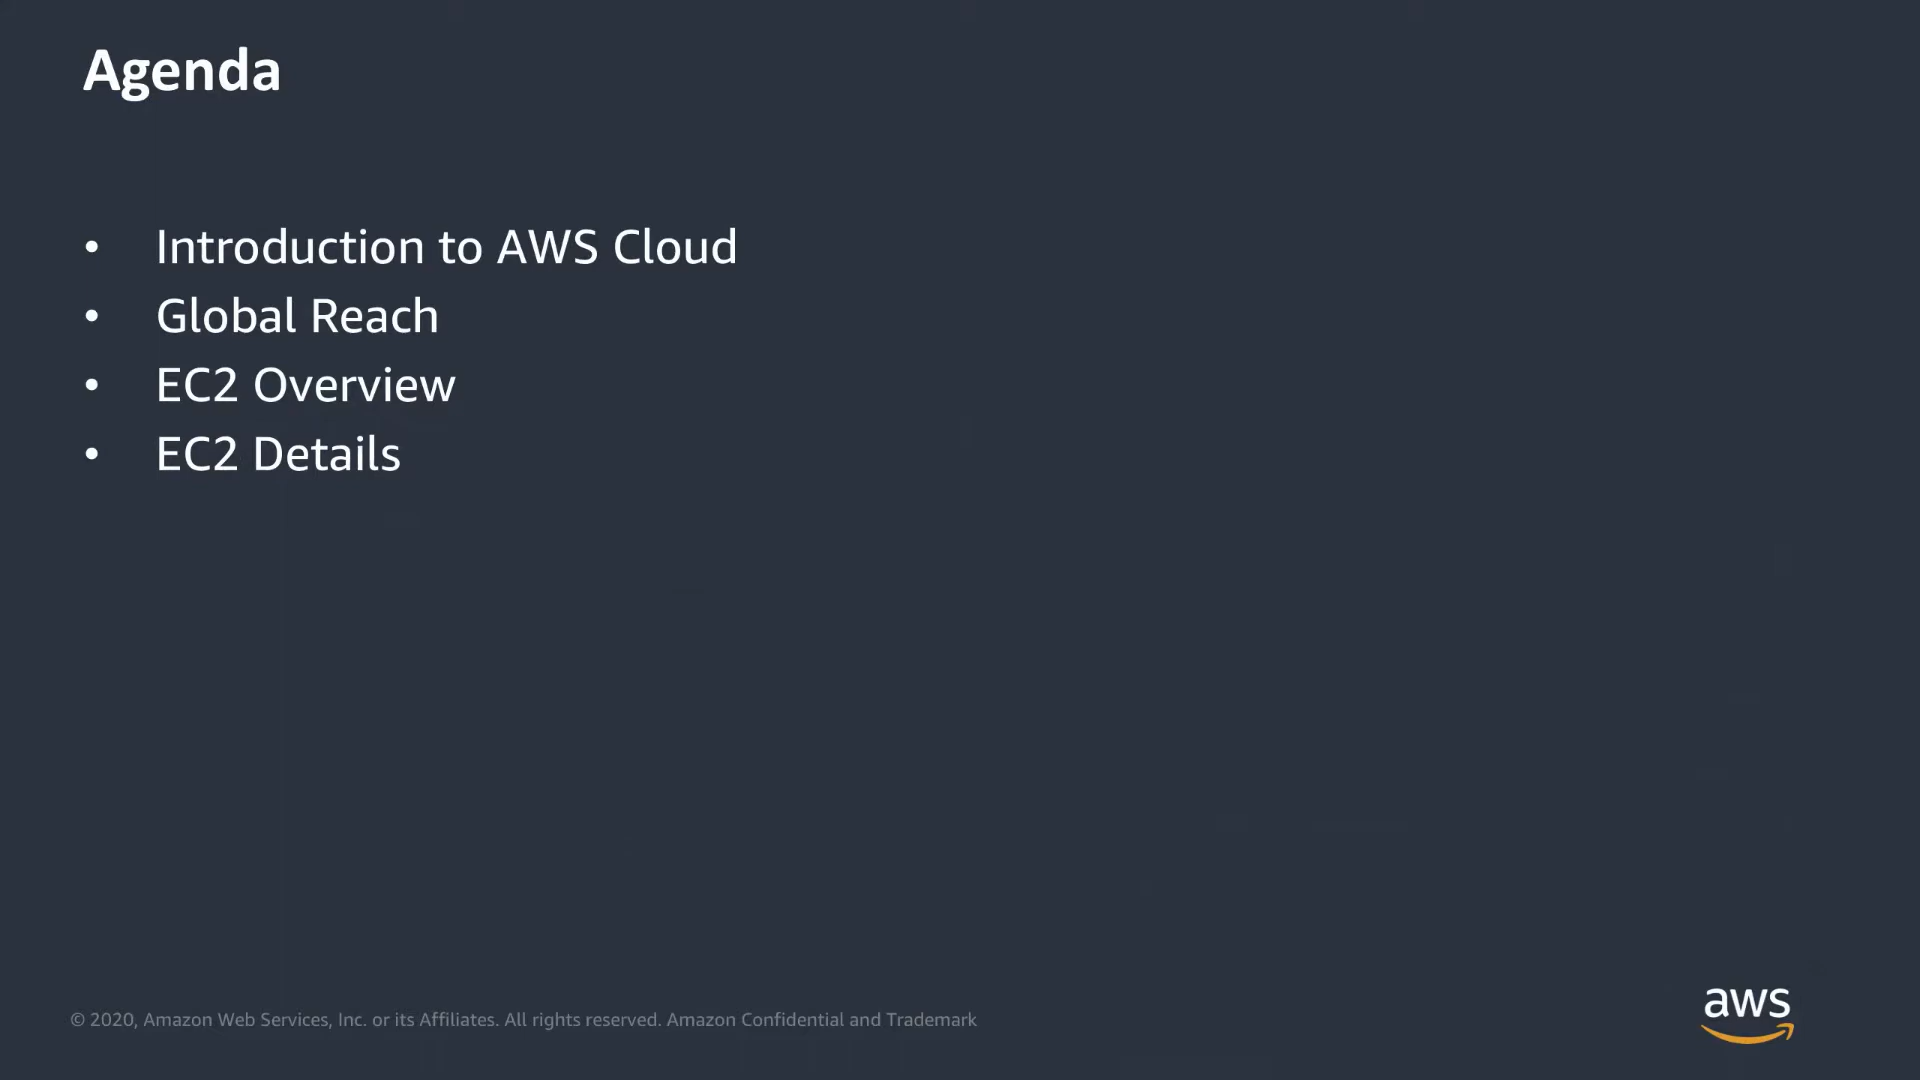 Agenda
• Introduction to AWS Cloud
• Global Reach
• EC2 Overview
• EC2 Details
© 2020, Amazon Web Services, Inc. or its Affiliates. All rights reserved. Amazon Confidential and Trademark
aws